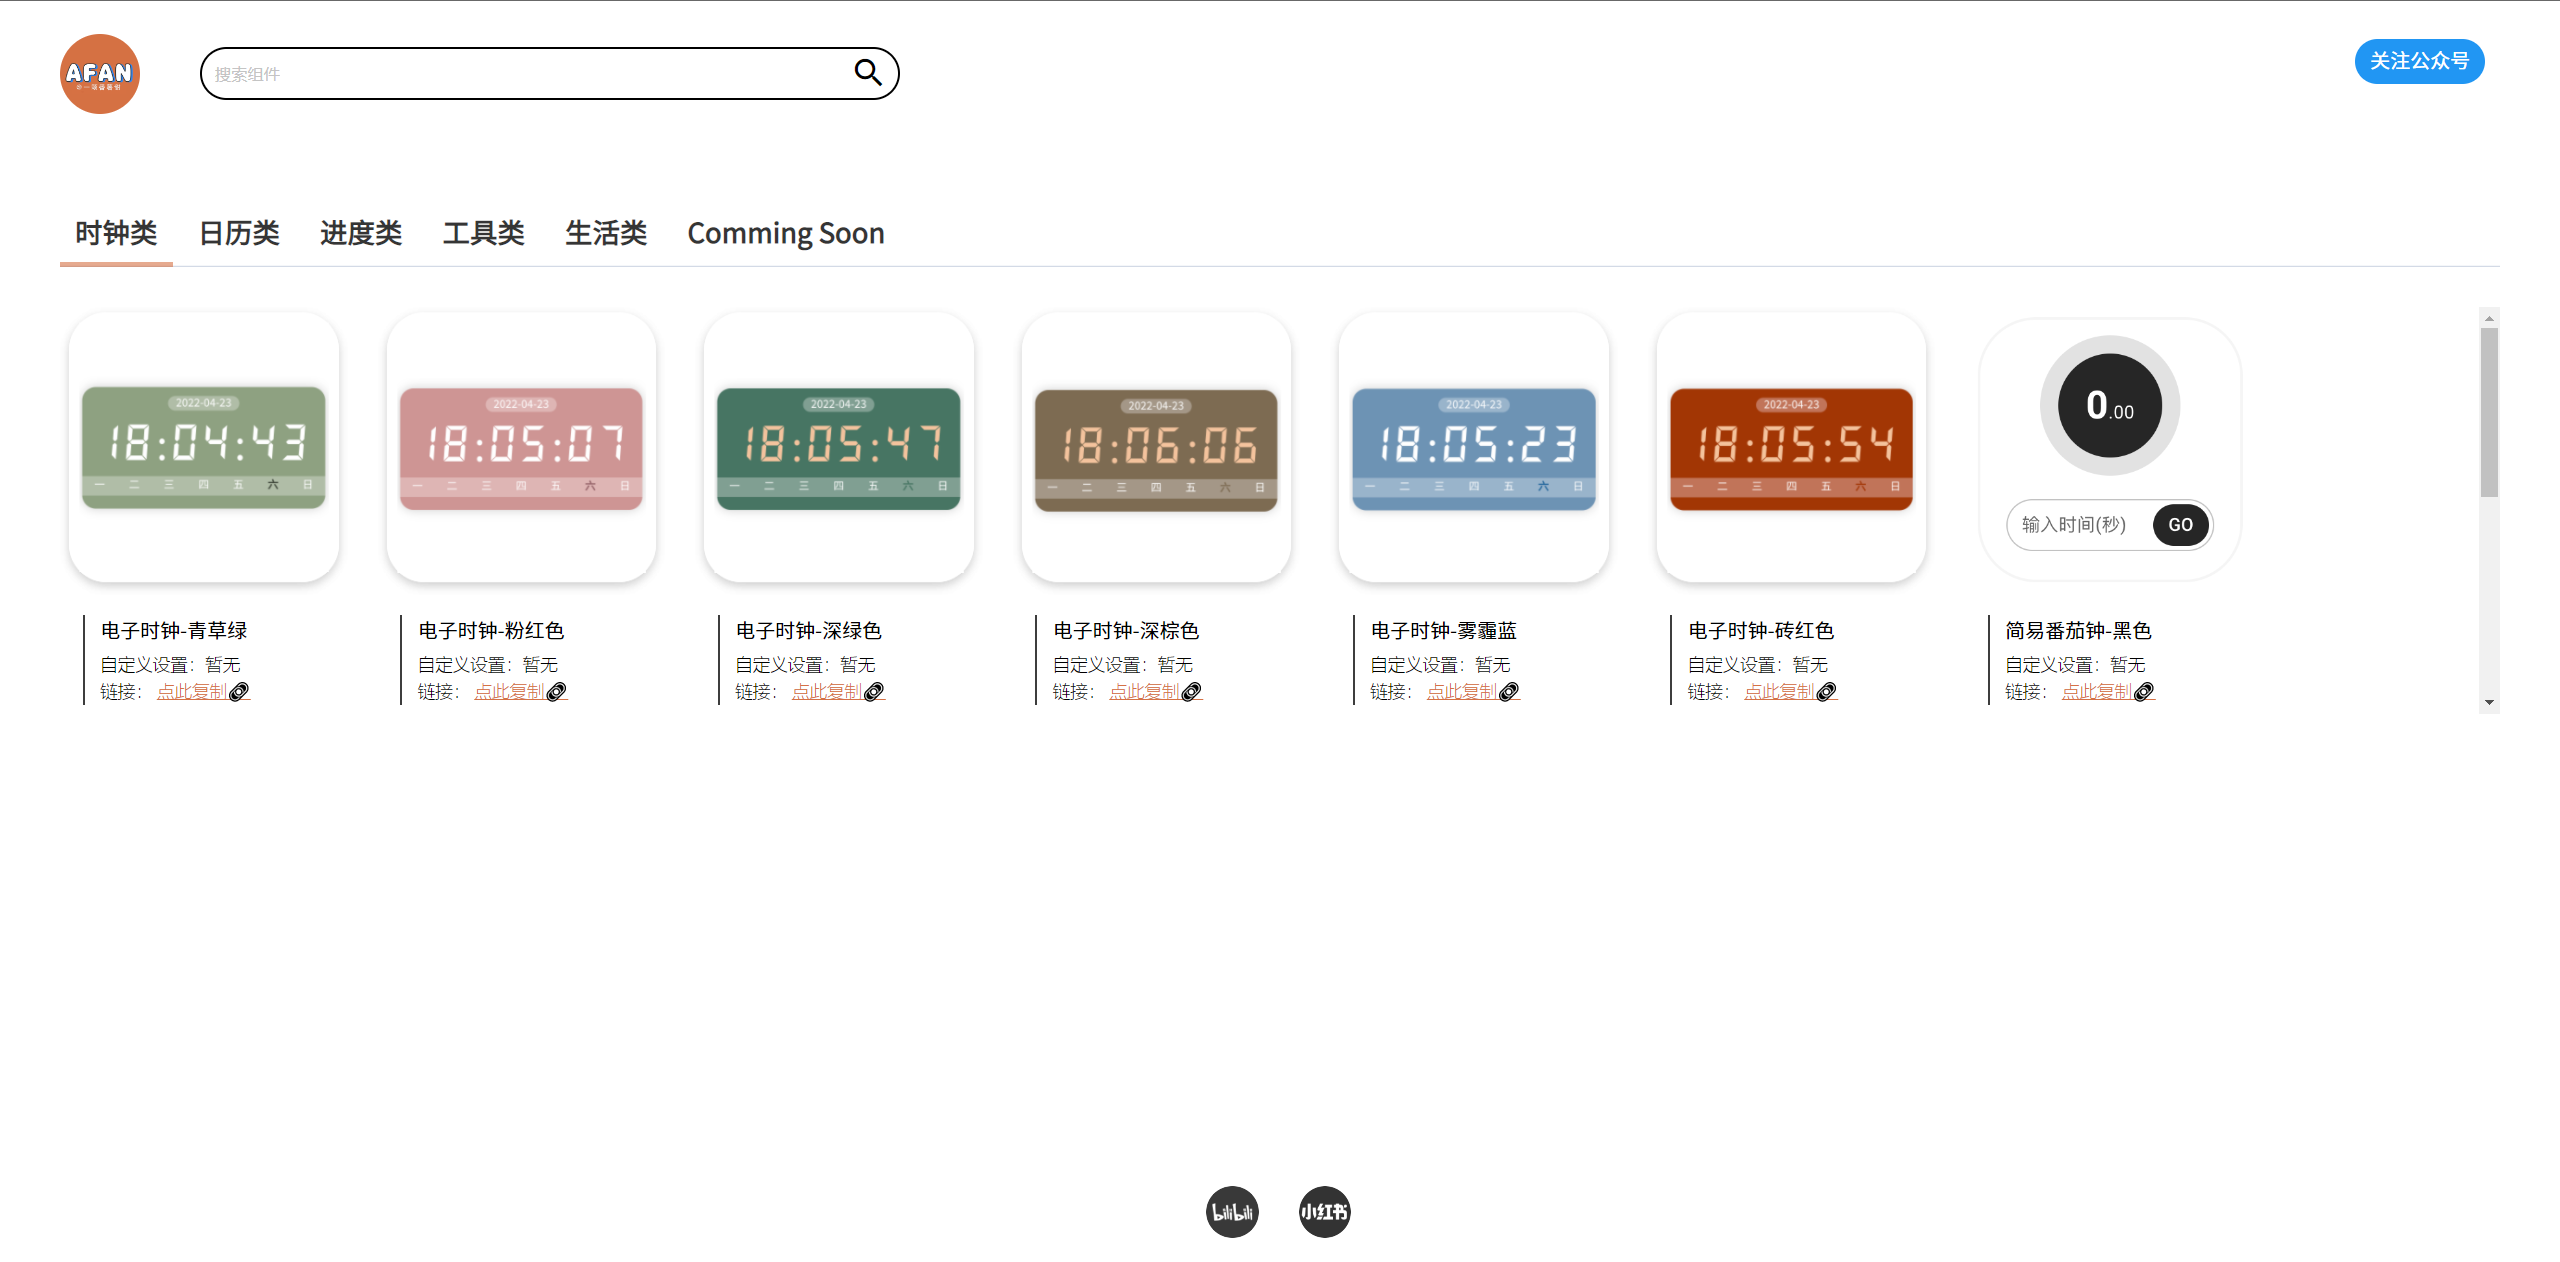 AFAN
搜索组件
关注公众号
时钟类 日历类 进度类 工具类 生活类 Comming Soon
2022-04-23
18:04:43
一 二 三 四 五 六 日
2022-04-23
18:05:07
一 二 三 四 五 六 日
2022-04-23
18:05:47
一 二 三 四 五 六 日
2022-04-23
18:06:06
一 二 三 四 五 六 日
2022-04-23
18:05:23
一 二 三 四 五 六 日
2022-04-23
18:05:54
一 二 三 四 五 六 日
0.00
输入时间(秒) GO
电子时钟-青草绿
自定义设置：暂无
链接： 点此复制
电子时钟-粉红色
自定义设置：暂无
链接： 点此复制
电子时钟-深绿色
自定义设置：暂无
链接： 点此复制
电子时钟-深棕色
自定义设置：暂无
链接： 点此复制
电子时钟-雾霾蓝
自定义设置：暂无
链接： 点此复制
电子时钟-砖红色
自定义设置：暂无
链接： 点此复制
简易番茄钟-黑色
自定义设置：暂无
链接： 点此复制
bilibili
小红书